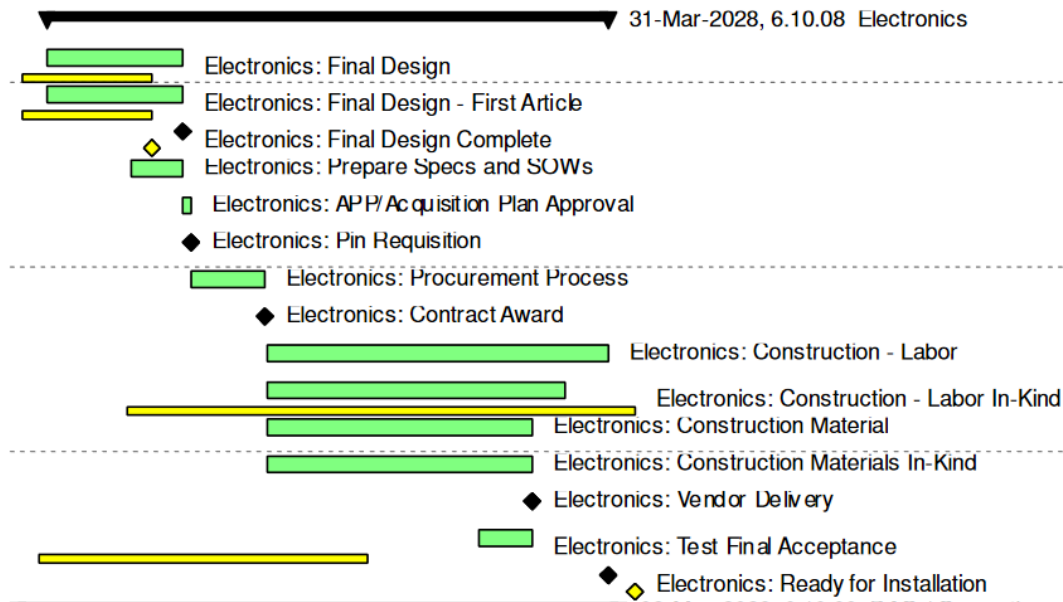 31-Mar-2028, 6.10.08 Electronics
Electronics: Final Design
Electronics: Final Design - First Article
Electronics: Final Design Complete
Electronics: Prepare Specs and SOWs
Electronics: APP/Acquisition Plan Approval
Electronics: Pin Requisition
Electronics: Procurement Process
Electronics: Contract Award
Electronics: Construction - Labor
Electronics: Construction - Labor In-Kind
Electronics: Construction Material
Electronics: Construction Materials In-Kind
Electronics: Vendor Delivery
Electronics: Test Final Acceptance
Electronics: Ready for Installation